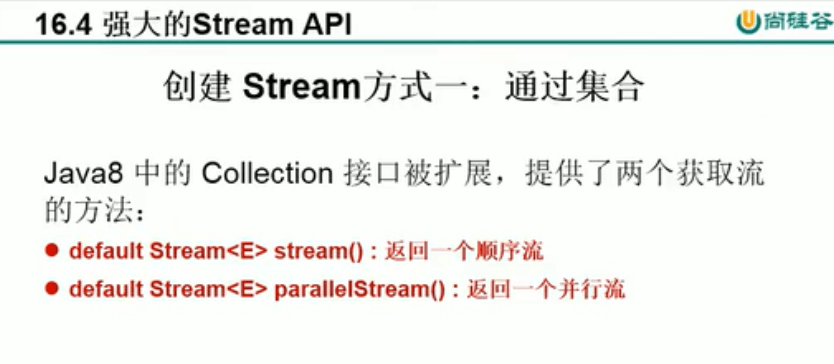 16.4 强大的Stream API
尚硅谷
创建 Stream方式一：通过集合
Java8 中的 Collection 接口被扩展，提供了两个获取流
的方法：
● default Stream<E> stream() : 返回一个顺序流
● default Stream<E> parallelStream() : 返回一个并行流